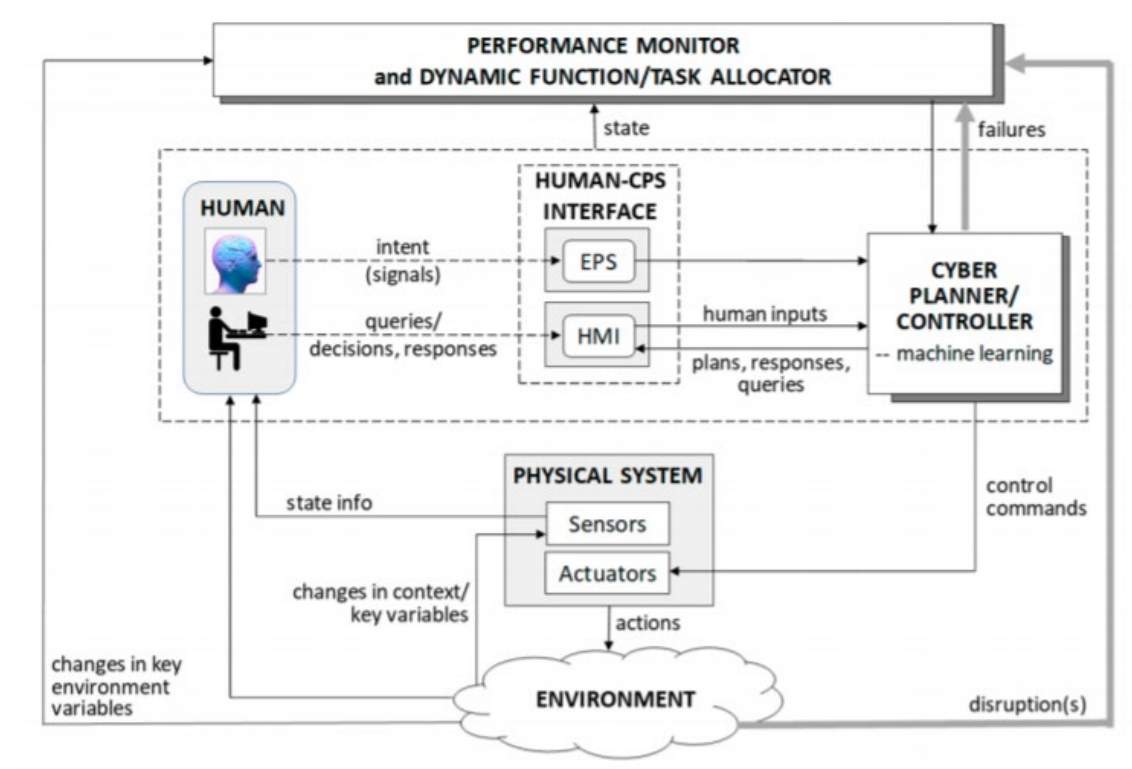 PERFORMANCE MONITOR
and DYNAMIC FUNCTION/TASK ALLOCATOR
state
failures
HUMAN
HUMAN-CPS
INTERFACE
intent
(signals)
EPS
queries/
decisions, responses
HMI
human inputs
plans, responses,
queries
CYBER
PLANNER/
CONTROLLER
-- machine learning
PHYSICAL SYSTEM
state info
Sensors
Actuators
control
commands
changes in context/
key variables
actions
changes in key
environment
variables
ENVIRONMENT
disruption(s)